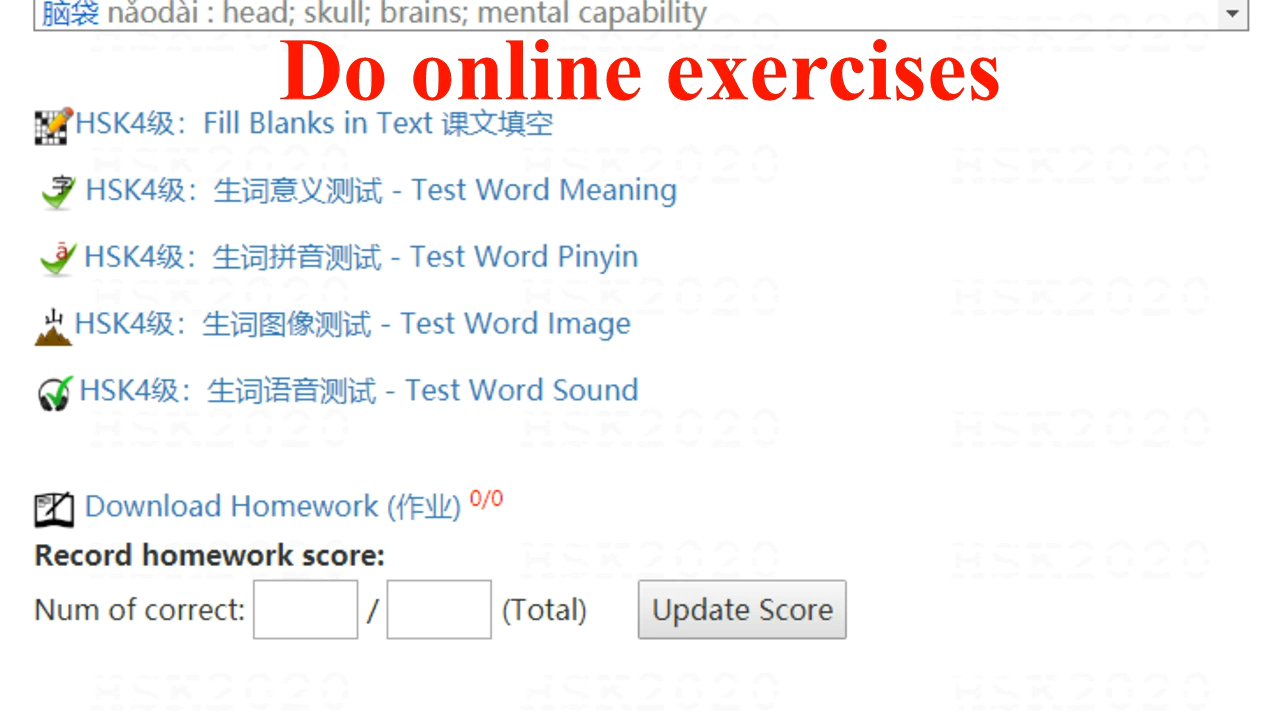 脑袋 nǎodài : head; skull; brains; mental capability
Do online exercises
HSK4级：Fill Blanks in Text 课文填空
字 HSK4级：生词意义测试 - Test Word Meaning
ā HSK4级：生词拼音测试 - Test Word Pinyin
山 HSK4级：生词图像测试 - Test Word Image
HSK4级：生词语音测试 - Test Word Sound
Download Homework (作业) 0/0
Record homework score:
Num of correct: / (Total) Update Score
HSK2020